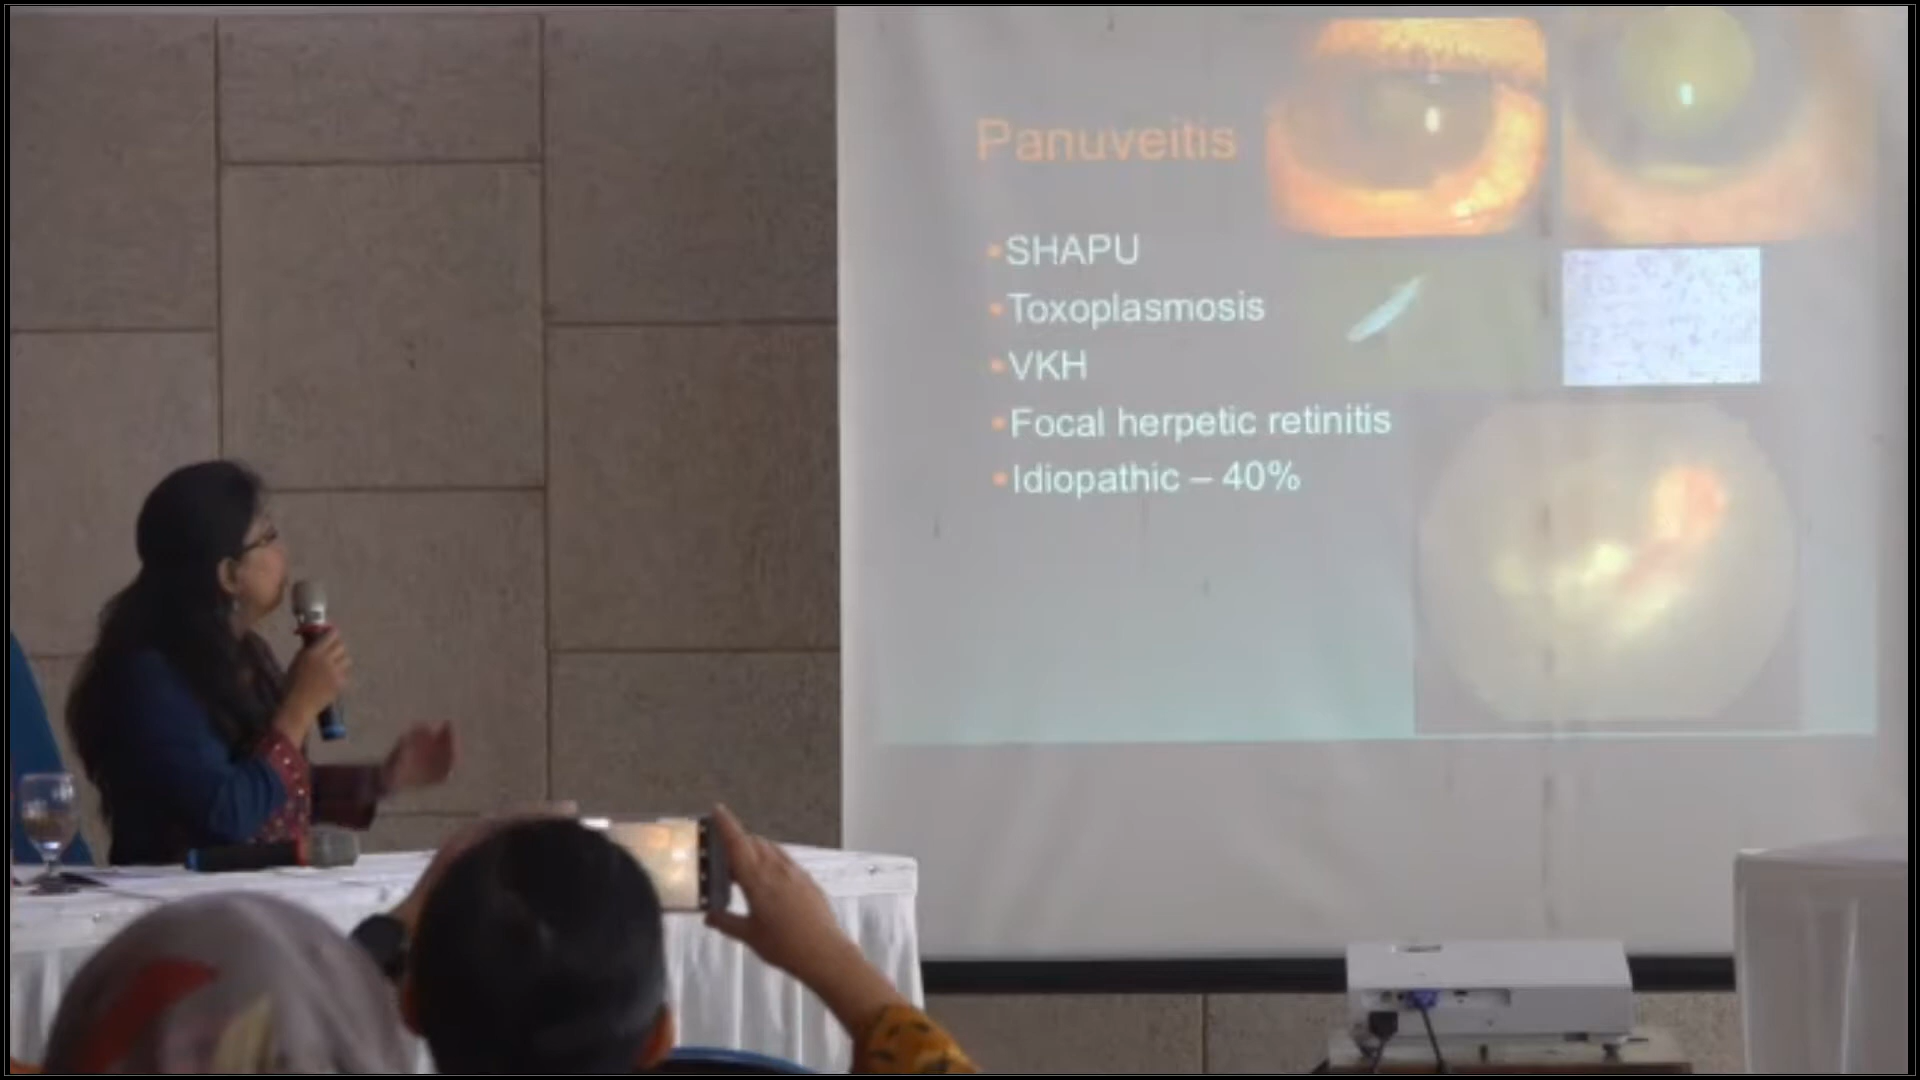 Panuveitis
•SHAPU
•Toxoplasmosis
•VKH
•Focal herpetic retinitis
•Idiopathic – 40%